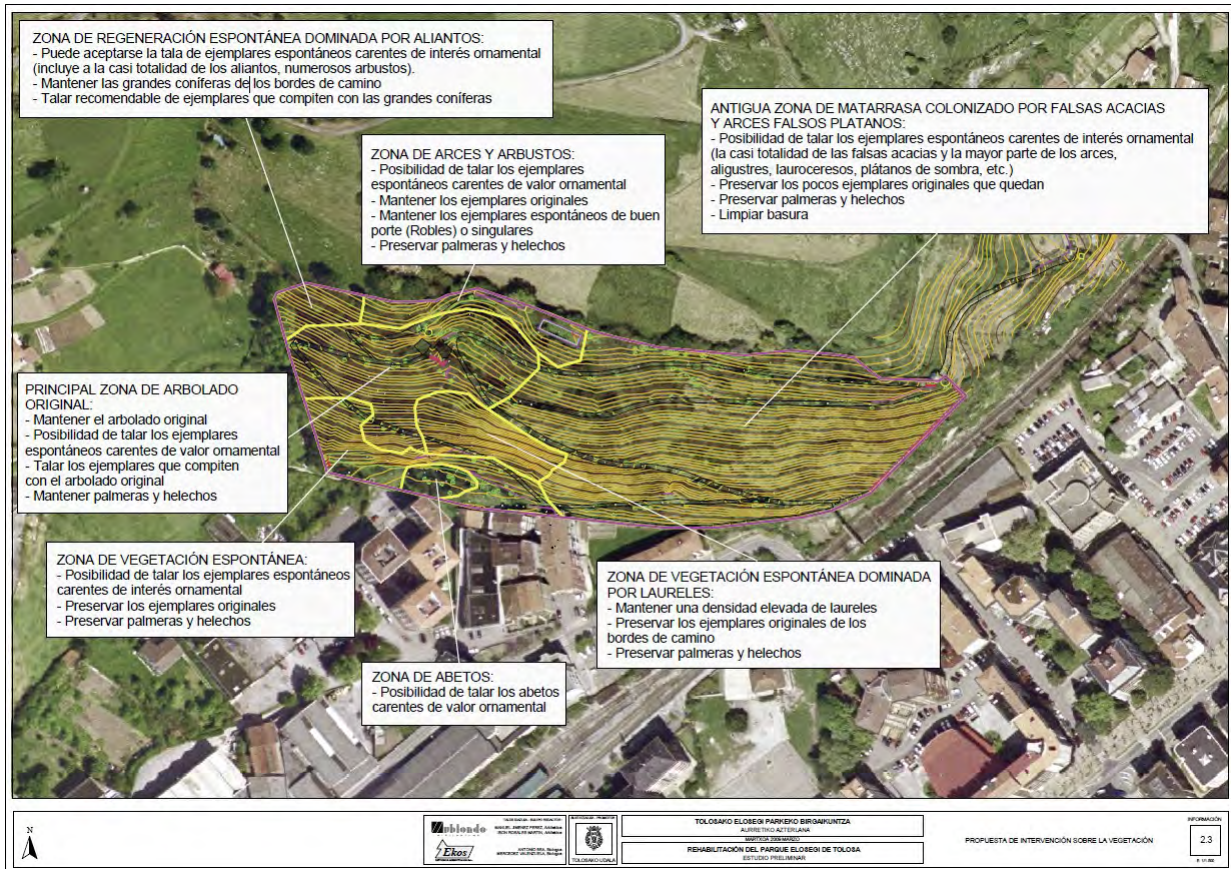 ZONA DE REGENERACIÓN ESPONTÁNEA DOMINADA POR ALIANTOS:
- Puede aceptarse la tala de ejemplares espontáneos carentes de interés ornamental
(incluye a la casi totalidad de los aliantos, numerosos arbustos).
- Mantener las grandes coníferas de los bordes de camino
- Talar recomendable de ejemplares que compiten con las grandes coníferas
ZONA DE ARCES Y ARBUSTOS:
- Posibilidad de talar los ejemplares
espontáneos carentes de valor ornamental
- Mantener los ejemplares originales
- Mantener los ejemplares espontáneos de buen
porte (Robles) o singulares
- Preservar palmeras y helechos
ANTIGUA ZONA DE MATARRASA COLONIZADO POR FALSAS ACACIAS
Y ARCES FALSOS PLATANOS:
- Posibilidad de talar los ejemplares espontáneos carentes de interés ornamental
(la casi totalidad de las falsas acacias y la mayor parte de los arces,
aligustres, lauroceresos, plátanos de sombra, etc.)
- Preservar los pocos ejemplares originales que quedan
- Preservar palmeras y helechos
- Limpiar basura
PRINCIPAL ZONA DE ARBOLADO
ORIGINAL:
- Mantener el arbolado original
- Posibilidad de talar los ejemplares
espontáneos carentes de valor ornamental
- Talar los ejemplares que compiten
con el arbolado original
- Mantener palmeras y helechos
ZONA DE VEGETACIÓN ESPONTÁNEA:
- Posibilidad de talar los ejemplares espontáneos
carentes de interés ornamental
- Preservar los ejemplares originales
- Preservar palmeras y helechos
ZONA DE VEGETACIÓN ESPONTÁNEA DOMINADA
POR LAURELES:
- Mantener una densidad elevada de laureles
- Preservar los ejemplares originales de los
bordes de camino
- Preservar palmeras y helechos
ZONA DE ABETOS:
- Posibilidad de talar los abetos
carentes de valor ornamental
N
Ekos
TOLOSAKO UDALA
TOLOSAKO ELOSEGI PARKEKO BIRGAIKUNTZA
AURRETIKO AZTERLANA
REHABILITACIÓN DEL PARQUE ELOSEGI DE TOLOSA
ESTUDIO PRELIMINAR
PROPUESTA DE INTERVENCIÓN SOBRE LA VEGETACIÓN
INFORMACIÓN
2.3